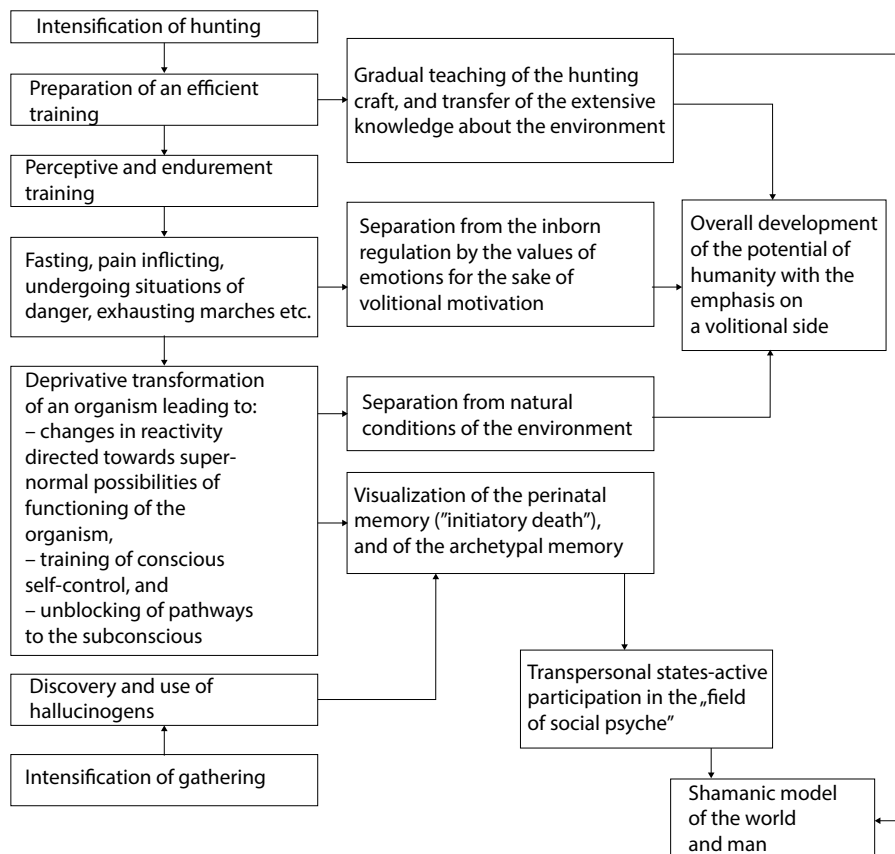 Intensification of hunting
Preparation of an efficient
training
Gradual teaching of the hunting
craft, and transfer of the extensive
knowledge about the environment
Perceptive and endurement
training
Fasting, pain inflicting,
undergoing situations of
danger, exhausting marches etc.
Separation from the inborn
regulation by the values of
emotions for the sake of
volitional motivation
Overall development
of the potential of
humanity with the
emphasis on
a volitional side
Deprivative transformation
of an organism leading to:
– changes in reactivity
directed towards super-
normal possibilities of
functioning of the
organism,
– training of conscious
self-control, and
– unblocking of pathways
to the subconscious
Separation from natural
conditions of the environment
Visualization of the perinatal
memory ("initiatory death”),
and of the archetypal memory
Discovery and use of
hallucinogens
Intensification of gathering
Transpersonal states-active
participation in the „field
of social psyche”
Shamanic model
of the world
and man